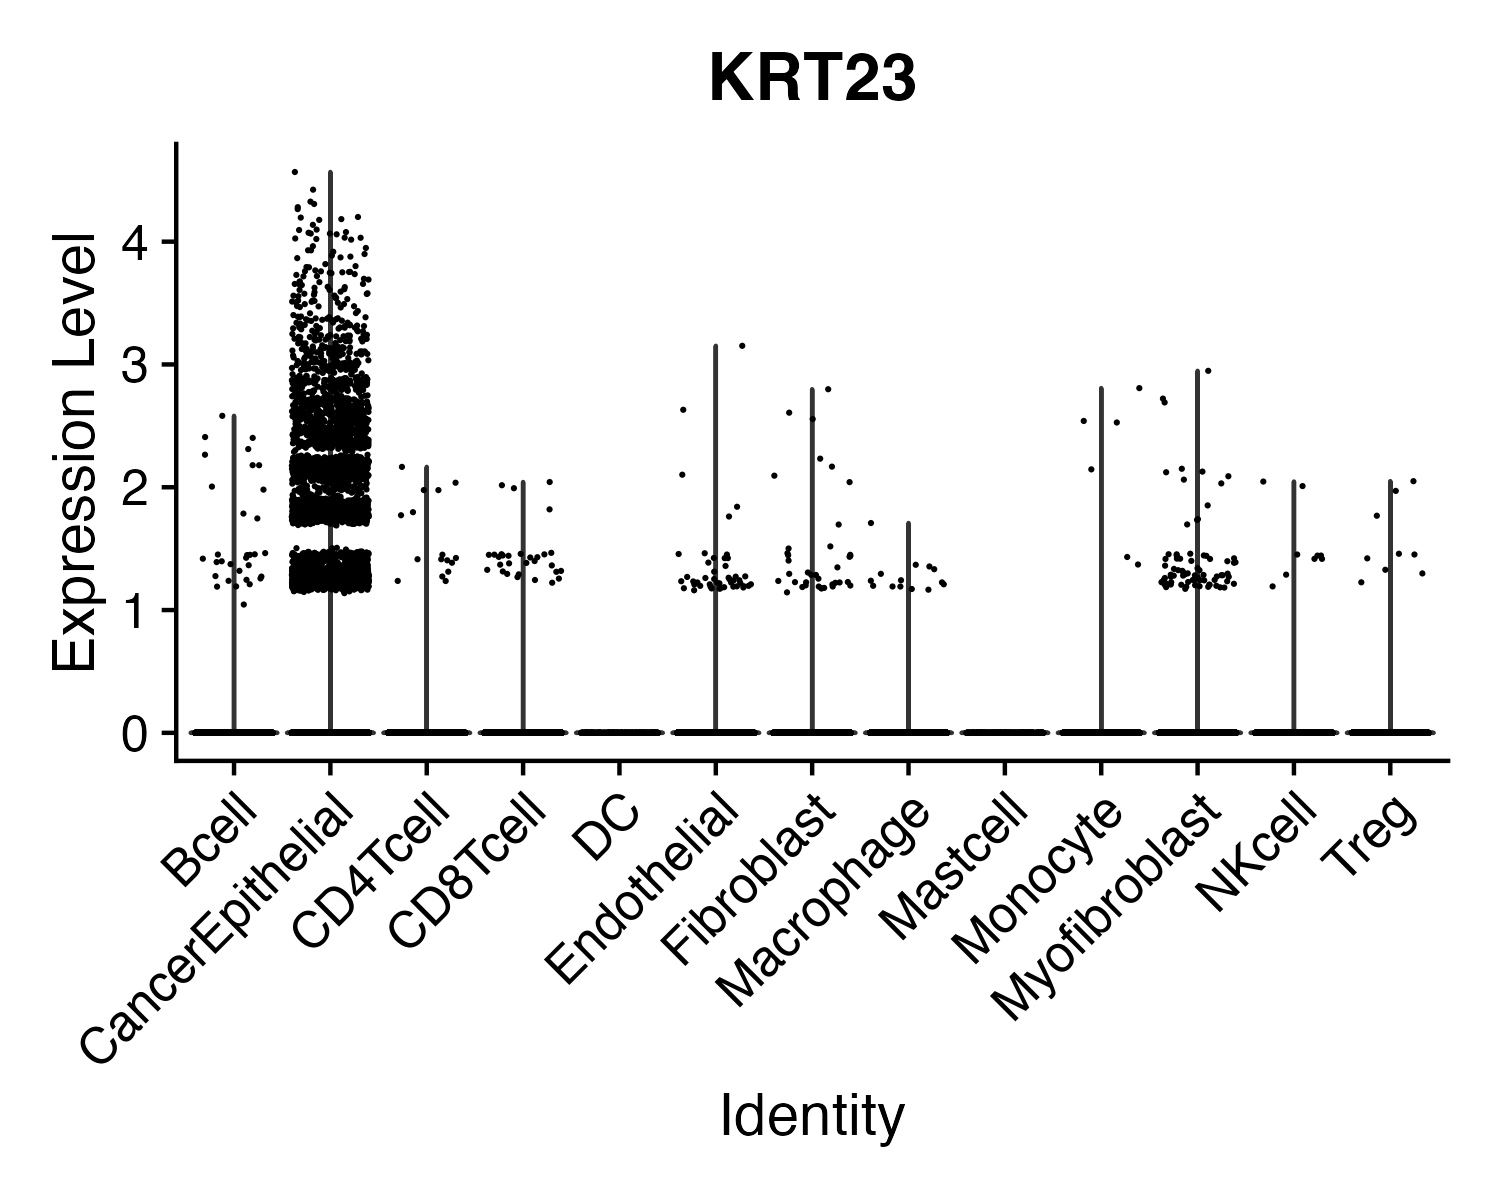 KRT23
Expression Level
4
3
2
1
0
Bcell
CancerEpithelial
CD4Tcell
CD8Tcell
DC
Endothelial
Fibroblast
Macrophage
Mastcell
Monocyte
Myofibroblast
NKcell
Treg
Identity